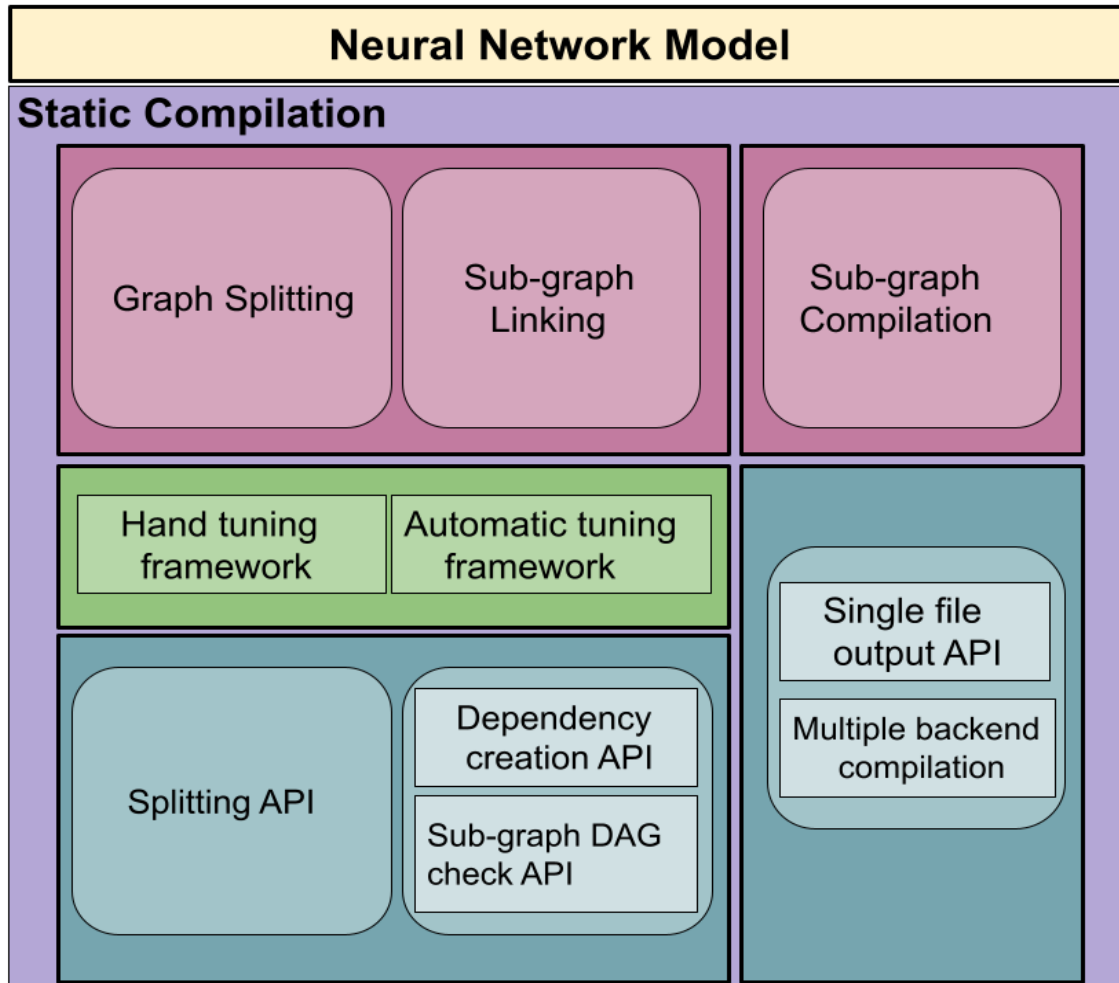 Neural Network Model
Static Compilation
Graph Splitting
Sub-graph
Linking
Sub-graph
Compilation
Hand tuning
framework
Automatic tuning
framework
Single file
output API
Multiple backend
compilation
Splitting API
Dependency
creation API
Sub-graph DAG
check API